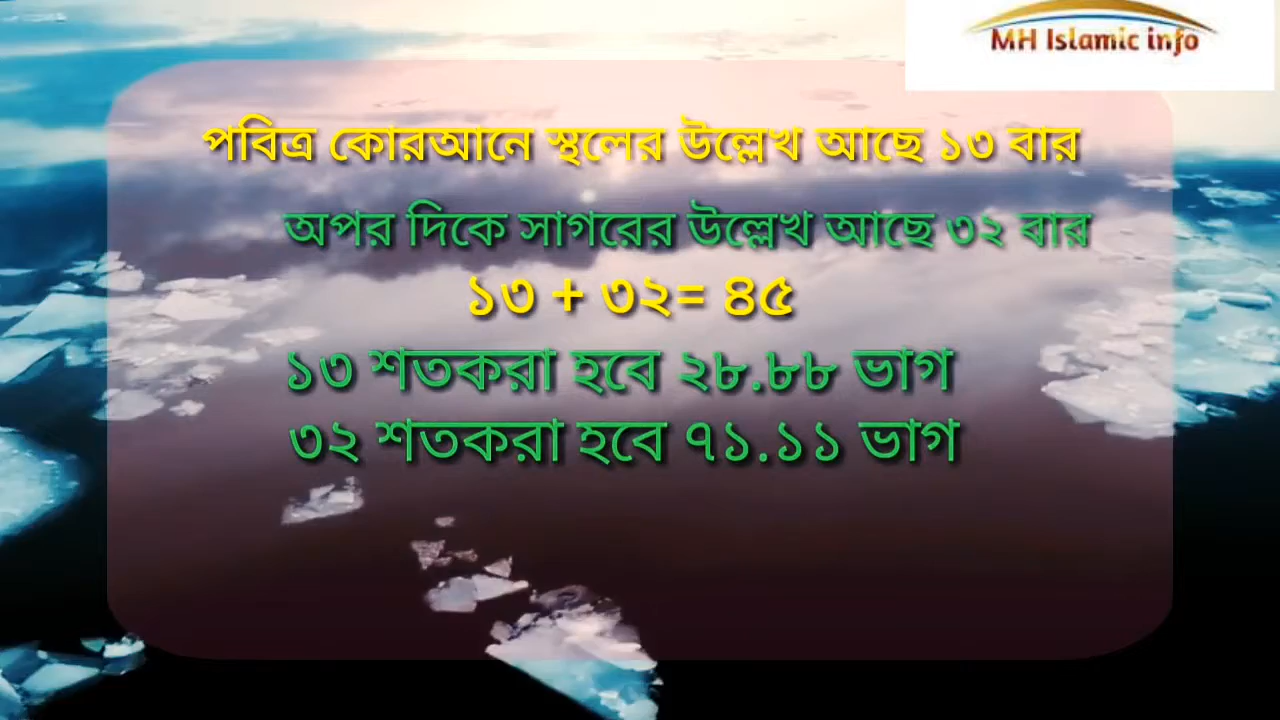 MH Islamic info
পবিত্র কোরআনে স্থলের উল্লেখ আছে ১৩ বার
অপর দিকে সাগরের উল্লেখ আছে ৩২ বার
১৩ + ৩২= ৪৫
১৩ শতকরা হবে ২৮.৮৮ ভাগ
৩২ শতকরা হবে ৭১.১১ ভাগ